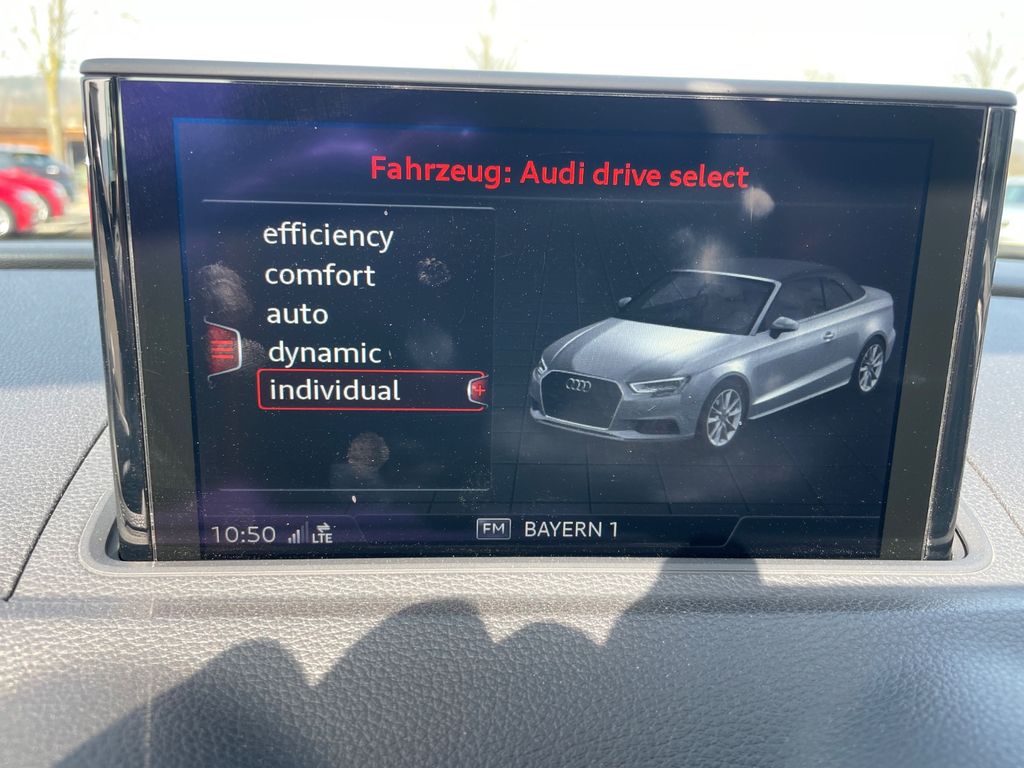 Fahrzeug: Audi drive select
efficiency
comfort
auto
dynamic
individual
10:50 LTE FM BAYERN 1